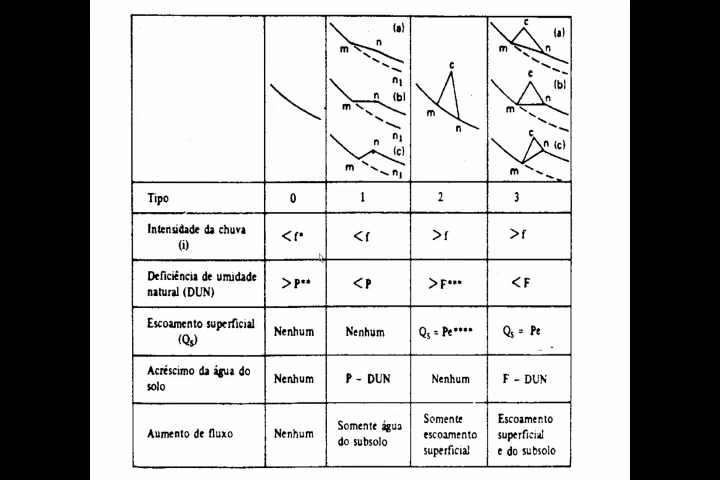 (a)
m
n
n1
(b)
m
n
n1
(c)
m
n
n1
c
m
n
c
(a)
m
n
c
(b)
m
n
c
n
(c)
m
Tipo 0 1 2 3
Intensidade da chuva
(i)
<f* <f >f >f
Deficiência de umidade
natural (DUN)
>P** <P >F*** <F
Escoamento superficial
(Qs)
Nenhum Nenhum Qs = Pe**** Qs = Pe
Acréscimo da água do
solo
Nenhum P - DUN Nenhum F - DUN
Aumento de fluxo
Nenhum
Somente água
do subsolo
Somente
escoamento
superficial
Escoamento
superficial
e do subsolo